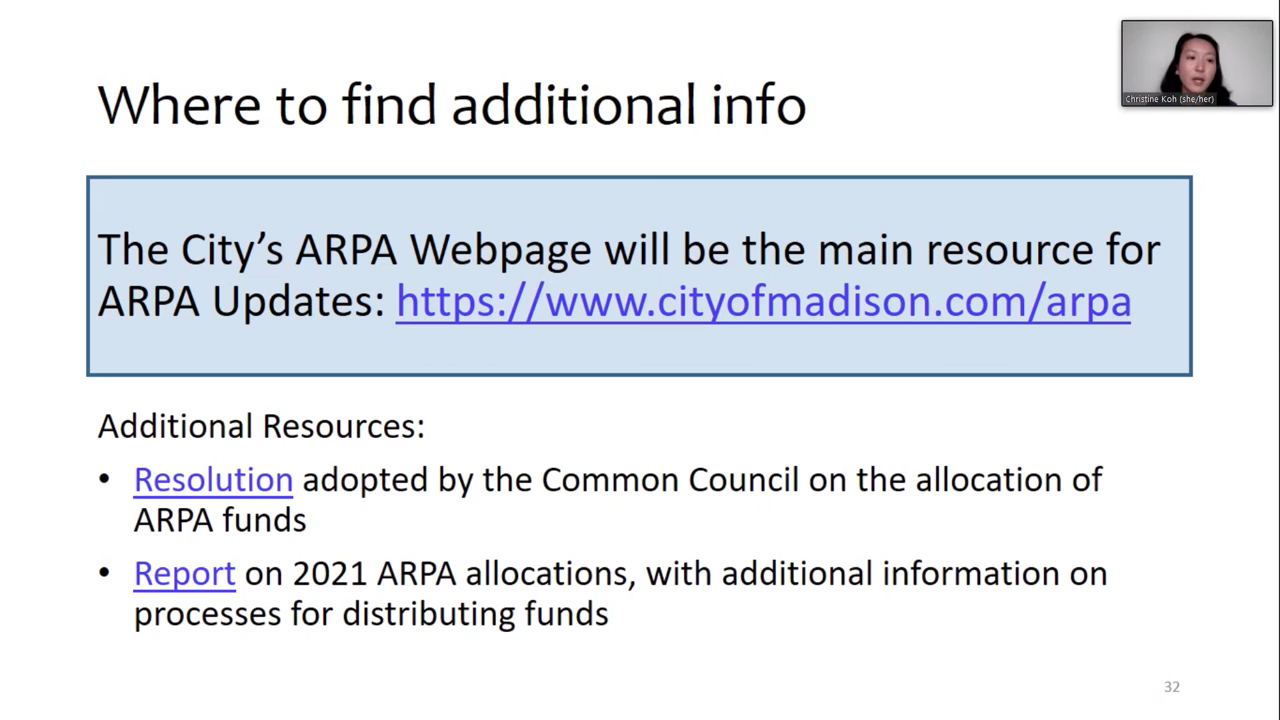 Christine Koh (she/her)
Where to find additional info
The City’s ARPA Webpage will be the main resource for
ARPA Updates: https://www.cityofmadison.com/arpa
Additional Resources:
• Resolution adopted by the Common Council on the allocation of
ARPA funds
• Report on 2021 ARPA allocations, with additional information on
processes for distributing funds
32